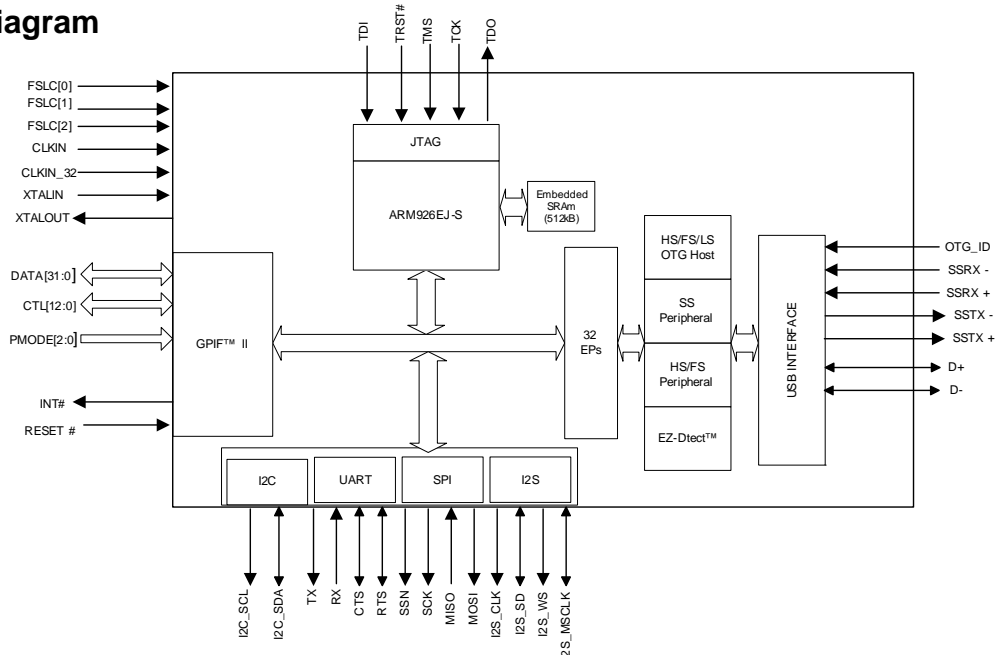 iagram
TDI
TRST#
TMS
TCK
TDO
FSLC[0]
FSLC[1]
FSLC[2]
CLKIN
CLKIN_32
XTALIN
XTALOUT
DATA[31:0]
CTL[12:0]
PMODE[2:0]
INT#
RESET #
JTAG
ARM926EJ-S
Embedded
SRAm
(512kB)
GPIF™ II
32
EPs
HS/FS/LS
OTG Host
SS
Peripheral
HS/FS
Peripheral
EZ-Dtect™
USB INTERFACE
OTG_ID
SSRX -
SSRX +
SSTX -
SSTX +
D+
D-
I2C
UART
SPI
I2S
I2C_SCL
I2C_SDA
TX
RX
CTS
RTS
SSN
SCK
MISO
MOSI
I2S_CLK
I2S_SD
I2S_WS
I2S_MSCLK